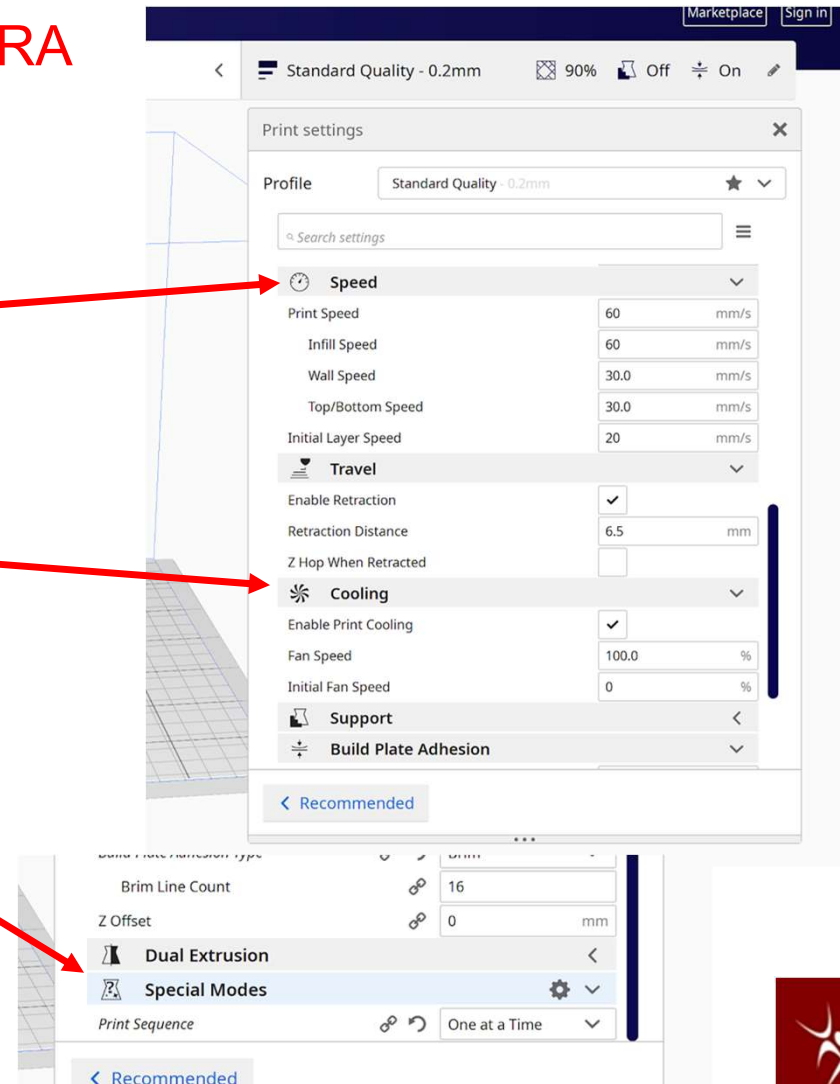 RA
Marketplace Sign in
Standard Quality - 0.2mm 90% Off On
Print settings
Profile Standard Quality - 0.2mm
Search settings
Speed
Print Speed 60 mm/s
Infill Speed 60 mm/s
Wall Speed 30.0 mm/s
Top/Bottom Speed 30.0 mm/s
Initial Layer Speed 20 mm/s
Travel
Enable Retraction
Retraction Distance 6.5 mm
Z Hop When Retracted
Cooling
Enable Print Cooling
Fan Speed 100.0 %
Initial Fan Speed 0 %
Support
Build Plate Adhesion
Recommended
Brim Line Count 16
Z Offset 0 mm
Dual Extrusion
Special Modes
Print Sequence One at a Time
Recommended